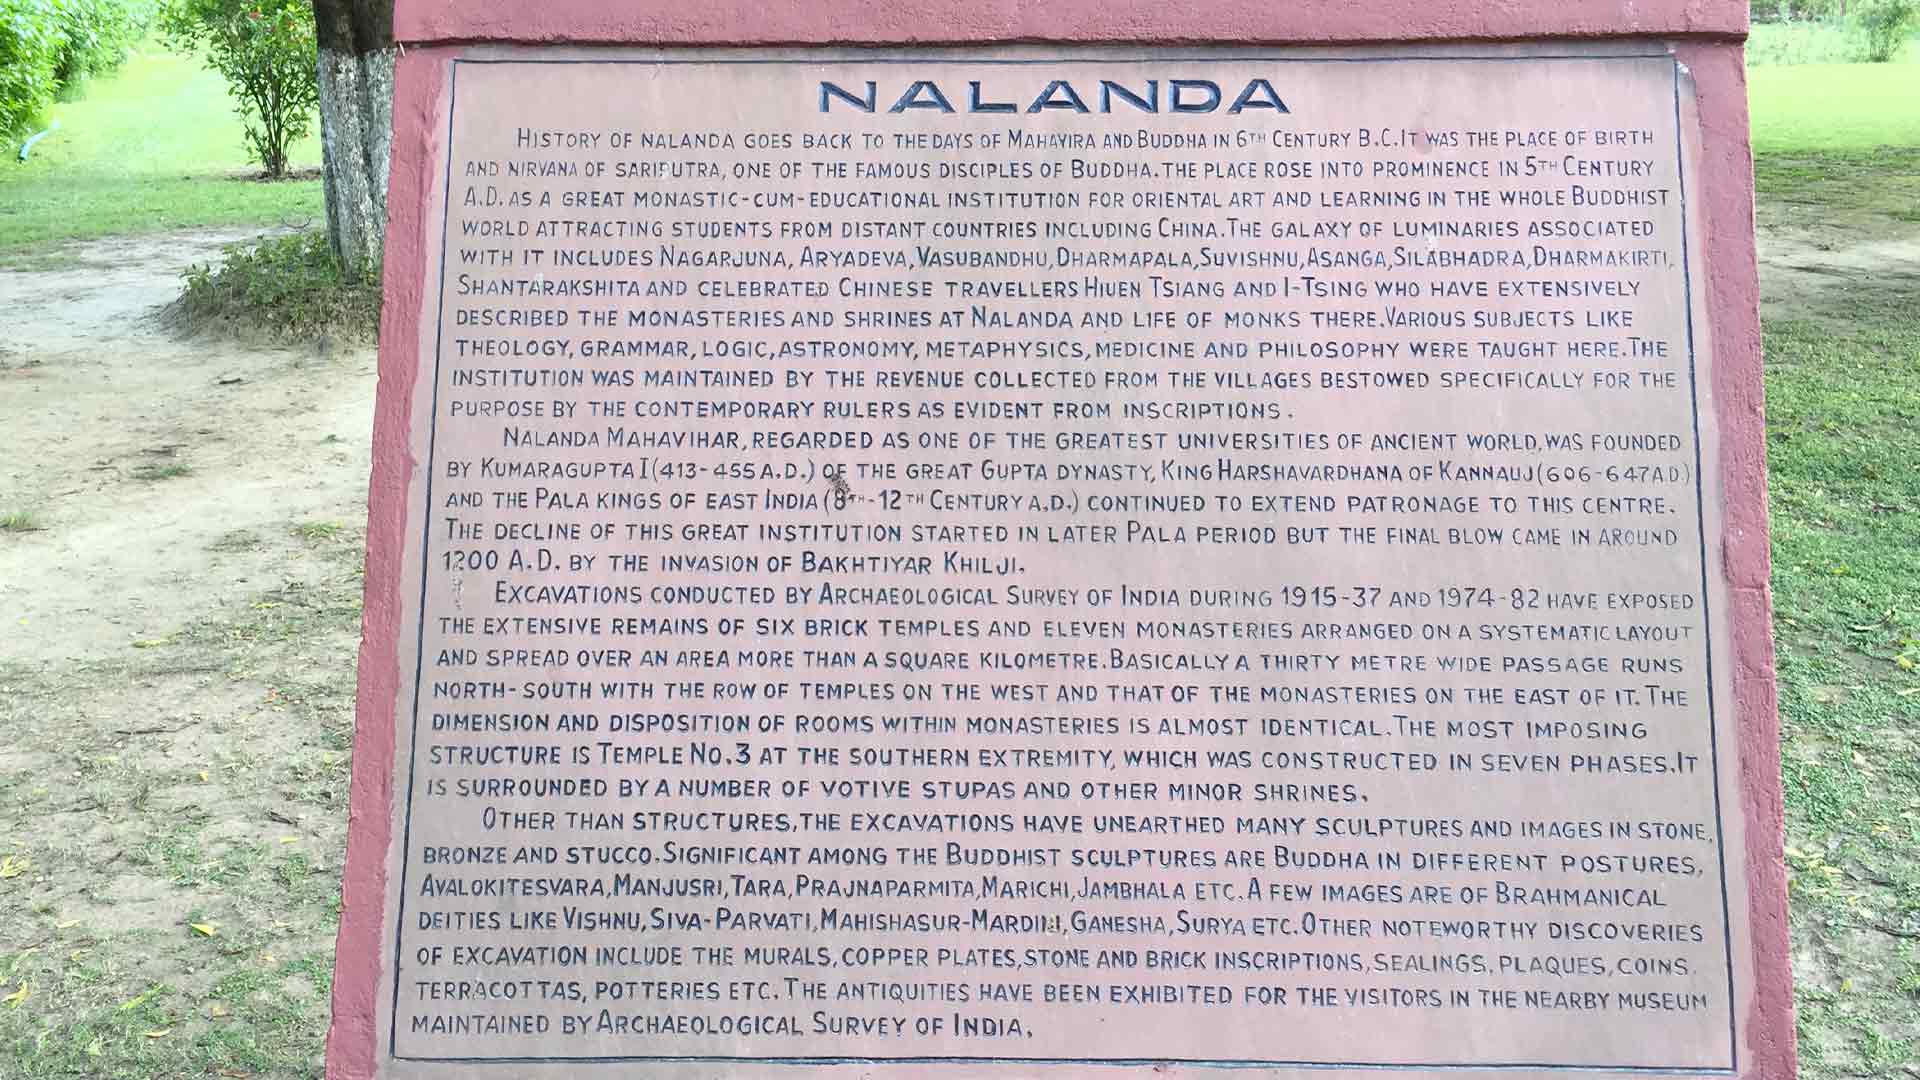 NALANDA
HISTORY OF NALANDA GOES BACK TO THE DAYS OF MAHAVIRA AND BUDDHA IN 6TH CENTURY B.C.IT WAS THE PLACE OF BIRTH
AND NIRVANA OF SARIPUTRA, ONE OF THE FAMOUS DISCIPLES OF BUDDHA.THE PLACE ROSE INTO PROMINENCE IN 5TH CENTURY
A.D. AS A GREAT MONASTIC-CUM-EDUCATIONAL INSTITUTION FOR ORIENTAL ART AND LEARNING IN THE WHOLE BUDDHIST
WORLD ATTRACTING STUDENTS FROM DISTANT COUNTRIES INCLUDING CHINA.THE GALAXY OF LUMINARIES ASSOCIATED
WITH IT INCLUDES NAGARJUNA, ARYADEVA,VASUBANDHU,DHARMAPALA,SUVISHNU,ASANGA,SILABHADRA,DHARMAKIRTI,
SHANTARAKSHITA AND CELEBRATED CHINESE TRAVELLERS HIUEN TSIANG AND I-TSING WHO HAVE EXTENSIVELY
DESCRIBED THE MONASTERIES AND SHRINES AT NALANDA AND LIFE OF MONKS THERE.VARIOUS SUBJECTS LIKE
THEOLOGY, GRAMMAR, LOGIC,ASTRONOMY, METAPHYSICS, MEDICINE AND PHILOSOPHY WERE TAUGHT HERE.THE
INSTITUTION WAS MAINTAINED BY THE REVENUE COLLECTED FROM THE VILLAGES BESTOWED SPECIFICALLY FOR THE
PURPOSE BY THE CONTEMPORARY RULERS AS EVIDENT FROM INSCRIPTIONS.
NALANDA MAHAVIHAR, REGARDED AS ONE OF THE GREATEST UNIVERSITIES OF ANCIENT WORLD, WAS FOUNDED
BY KUMARAGUPTA I (413-455 A.D.) OF THE GREAT GUPTA DYNASTY, KING HARSHAVARDHANA OF KANNAUJ (606-647 A.D.)
AND THE PALA KINGS OF EAST INDIA (8TH-12TH CENTURY A.D.) CONTINUED TO EXTEND PATRONAGE TO THIS CENTRE.
THE DECLINE OF THIS GREAT INSTITUTION STARTED IN LATER PALA PERIOD BUT THE FINAL BLOW CAME IN AROUND
1200 A.D. BY THE INVASION OF BAKHTIYAR KHILJI.
EXCAVATIONS CONDUCTED BY ARCHAEOLOGICAL SURVEY OF INDIA DURING 1915-37 AND 1974-82 HAVE EXPOSED
THE EXTENSIVE REMAINS OF SIX BRICK TEMPLES AND ELEVEN MONASTERIES ARRANGED ON A SYSTEMATIC LAYOUT
AND SPREAD OVER AN AREA MORE THAN A SQUARE KILOMETRE.BASICALLY A THIRTY METRE WIDE PASSAGE RUNS
NORTH-SOUTH WITH THE ROW OF TEMPLES ON THE WEST AND THAT OF THE MONASTERIES ON THE EAST OF IT. THE
DIMENSION AND DISPOSITION OF ROOMS WITHIN MONASTERIES IS ALMOST IDENTICAL.THE MOST IMPOSING
STRUCTURE IS TEMPLE NO.3 AT THE SOUTHERN EXTREMITY, WHICH WAS CONSTRUCTED IN SEVEN PHASES.IT
IS SURROUNDED BY A NUMBER OF VOTIVE STUPAS AND OTHER MINOR SHRINES.
OTHER THAN STRUCTURES,THE EXCAVATIONS HAVE UNEARTHED MANY SCULPTURES AND IMAGES IN STONE,
BRONZE AND STUCCO.SIGNIFICANT AMONG THE BUDDHIST SCULPTURES ARE BUDDHA IN DIFFERENT POSTURES,
AVALOKITESVARA,MANJUSRI,TARA,PRAJNAPARMITA,MARICHI,JAMBHALA ETC. A FEW IMAGES ARE OF BRAHMANICAL
DEITIES LIKE VISHNU,SIVA-PARVATI,MAHISHASUR-MARDINI,GANESHA,SURYA ETC.OTHER NOTEWORTHY DISCOVERIES
OF EXCAVATION INCLUDE THE MURALS, COPPER PLATES,STONE AND BRICK INSCRIPTIONS, SEALINGS, PLAQUES, COINS,
TERRACOTTAS, POTTERIES ETC. THE ANTIQUITIES HAVE BEEN EXHIBITED FOR THE VISITORS IN THE NEARBY MUSEUM
MAINTAINED BY ARCHAEOLOGICAL SURVEY OF INDIA.